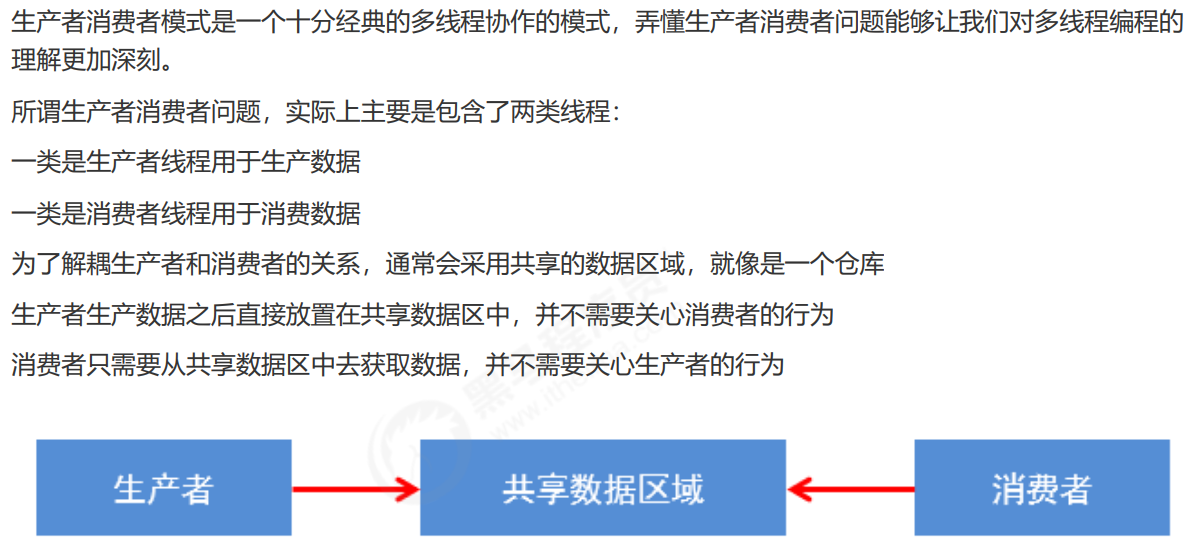 生产者消费者模式是一个十分经典的多线程协作的模式，弄懂生产者消费者问题能够让我们对多线程编程的
理解更加深刻。
所谓生产者消费者问题，实际上主要是包含了两类线程：
一类是生产者线程用于生产数据
一类是消费者线程用于消费数据
为了解耦生产者和消费者的关系，通常会采用共享的数据区域，就像是一个仓库
生产者生产数据之后直接放置在共享数据区中，并不需要关心消费者的行为
消费者只需要从共享数据区中去获取数据，并不需要关心生产者的行为
黑马程序员
生产者
共享数据区域
消费者